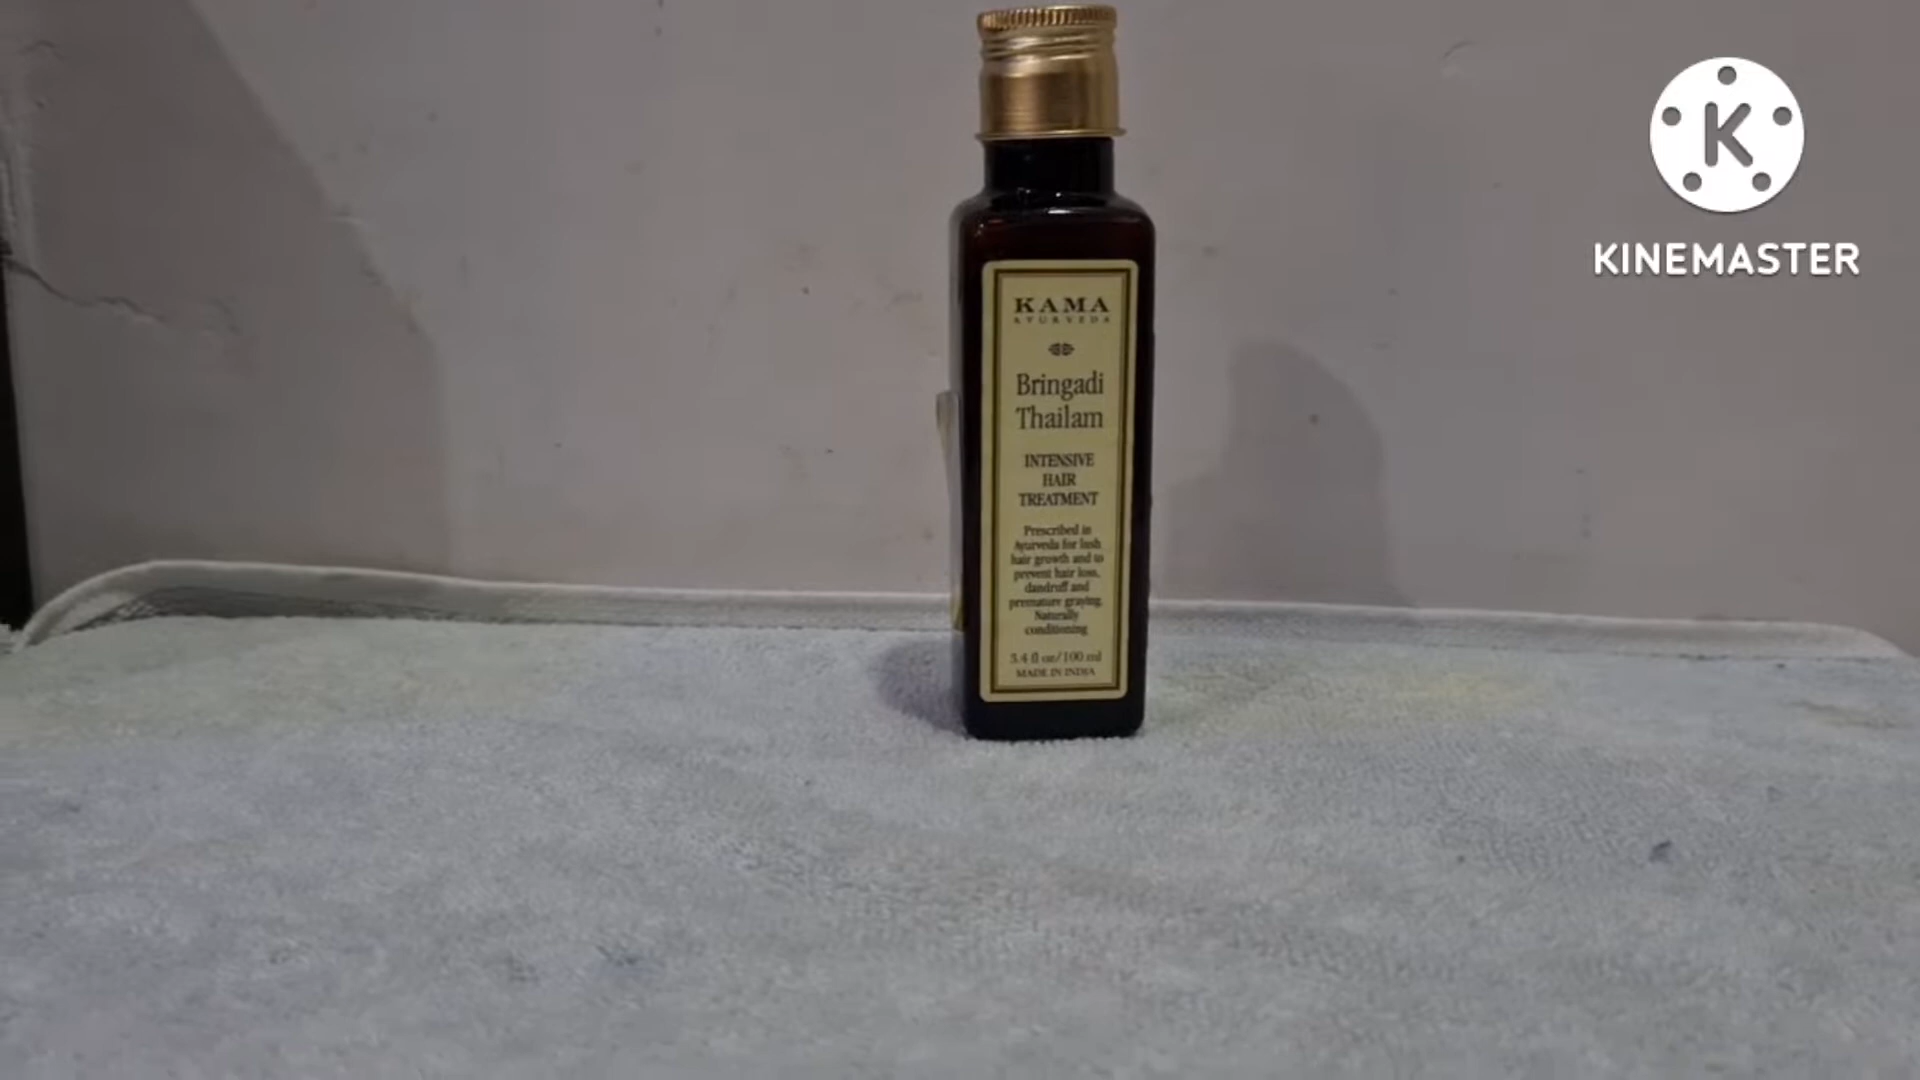 KAMA
AYURVEDA
Bringadi
Thailam
INTENSIVE
HAIR
TREATMENT
Prescribed in
Ayurveda for lush
hair growth and to
prevent hair loss,
dandruff and
premature graying.
Naturally
conditioning
3.4 fl oz/100 ml
MADE IN INDIA
K
KINEMASTER